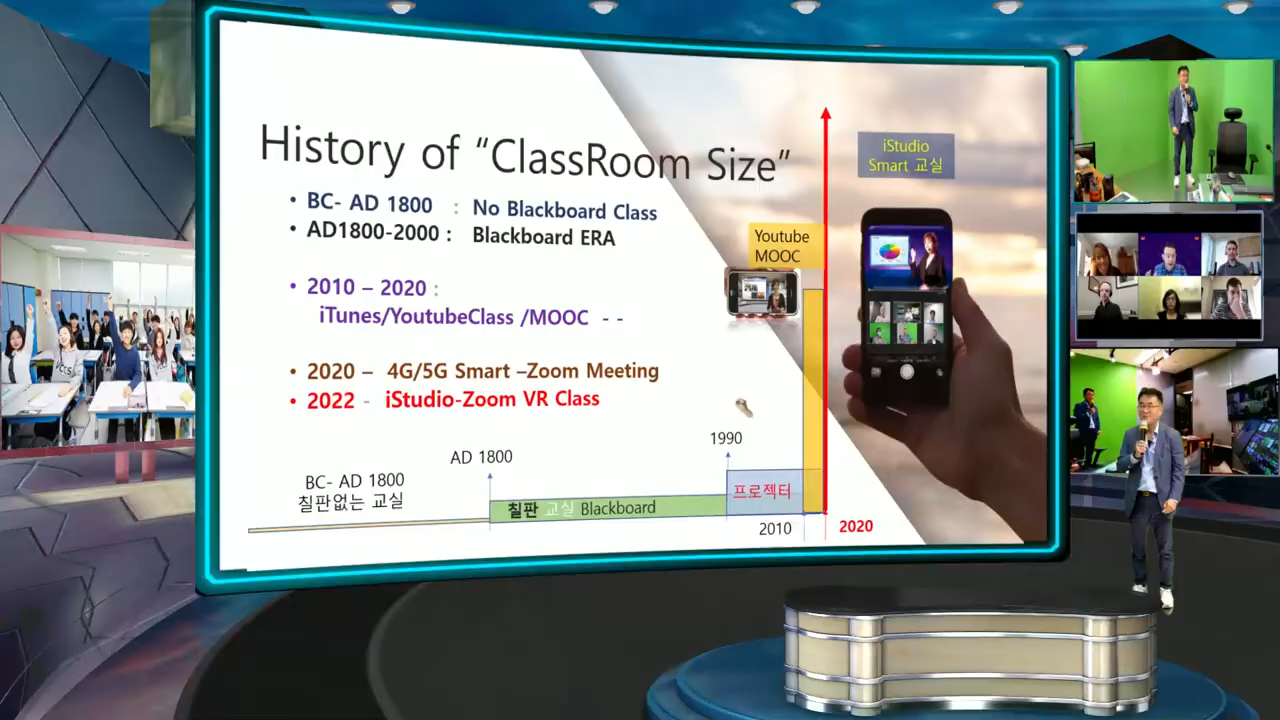 History of “ClassRoom Size”
• BC- AD 1800 : No Blackboard Class
• AD1800-2000 : Blackboard ERA
• 2010 – 2020 :
iTunes/YoutubeClass /MOOC - -
• 2020 – 4G/5G Smart –Zoom Meeting
• 2022 - iStudio-Zoom VR Class
iStudio
Smart 교실
Youtube
MOOC
1990
AD 1800
BC- AD 1800
칠판없는 교실
칠판 교실 Blackboard
프로젝터
2010
2020